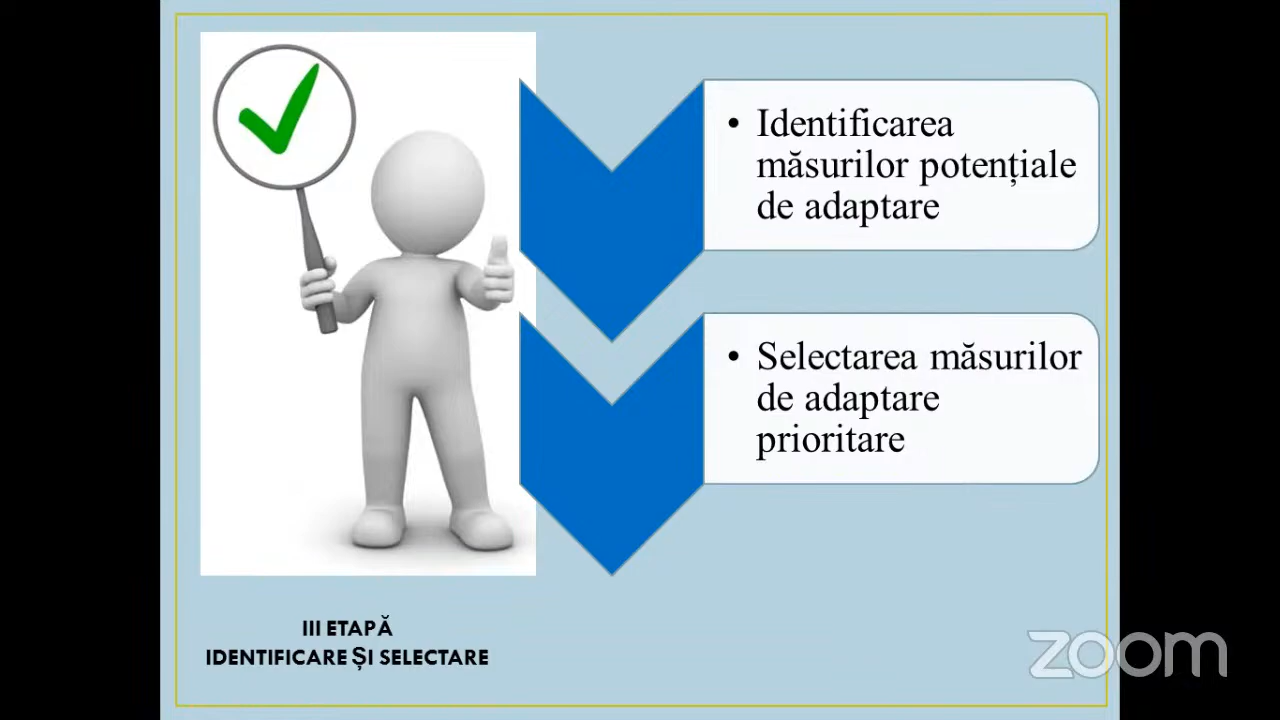 • Identificarea
măsurilor potențiale
de adaptare
• Selectarea măsurilor
de adaptare
prioritare
III ETAPĂ
IDENTIFICARE ȘI SELECTARE
zoom